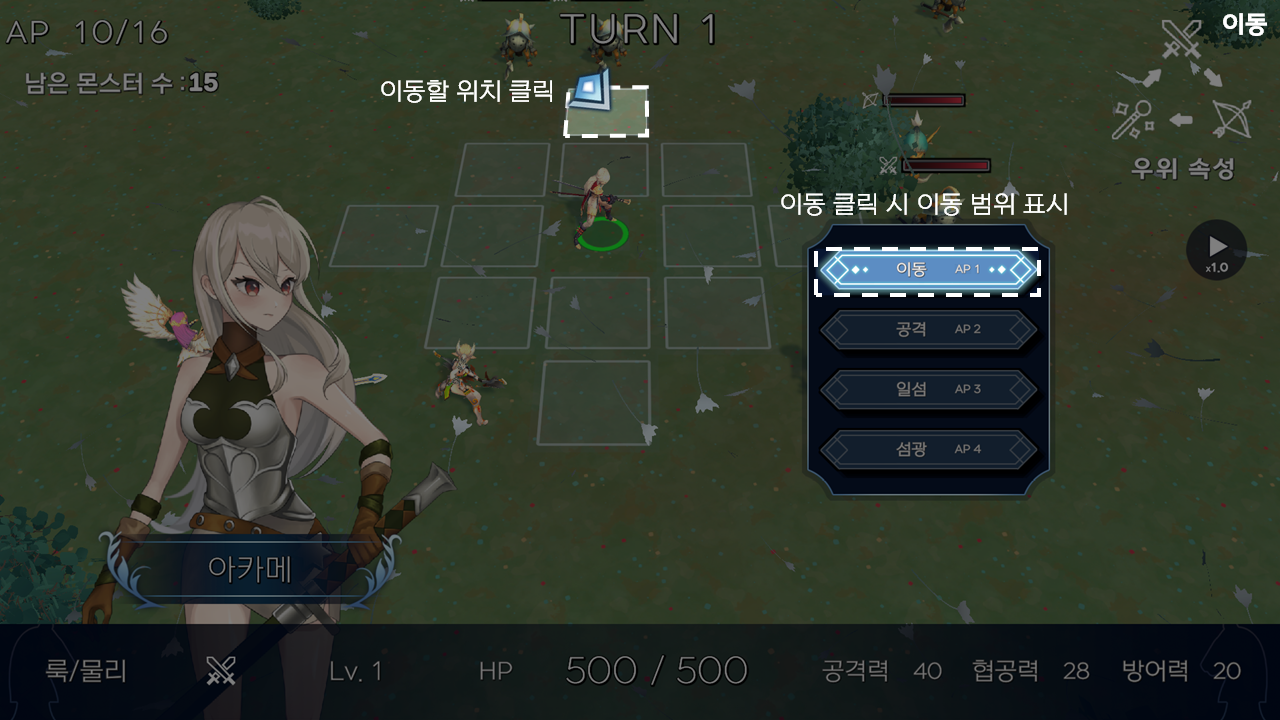 AP 10/16
TURN 1
이동
남은 몬스터 수 :15
이동할 위치 클릭
우위 속성
이동 클릭 시 이동 범위 표시
x1.0
이동 AP 1
공격 AP 2
일섬 AP 3
섬광 AP 4
아카메
룩/물리 Lv. 1 HP 500 / 500 공격력 40 협공력 28 방어력 20